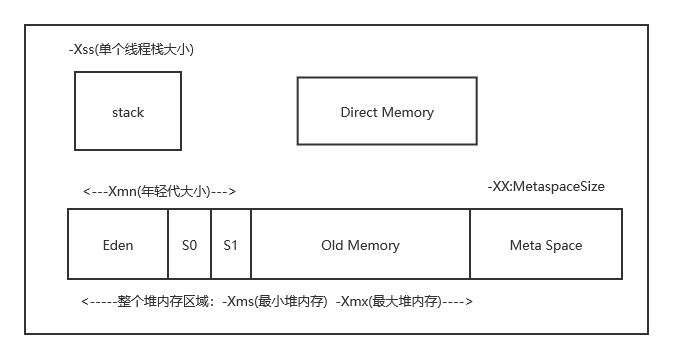 -Xss(单个线程栈大小)
stack
Direct Memory
<---Xmn(年轻代大小)--->
-XX:MetaspaceSize
Eden
S0
S1
Old Memory
Meta Space
<-----整个堆内存区域：-Xms(最小堆内存)  -Xmx(最大堆内存)---->